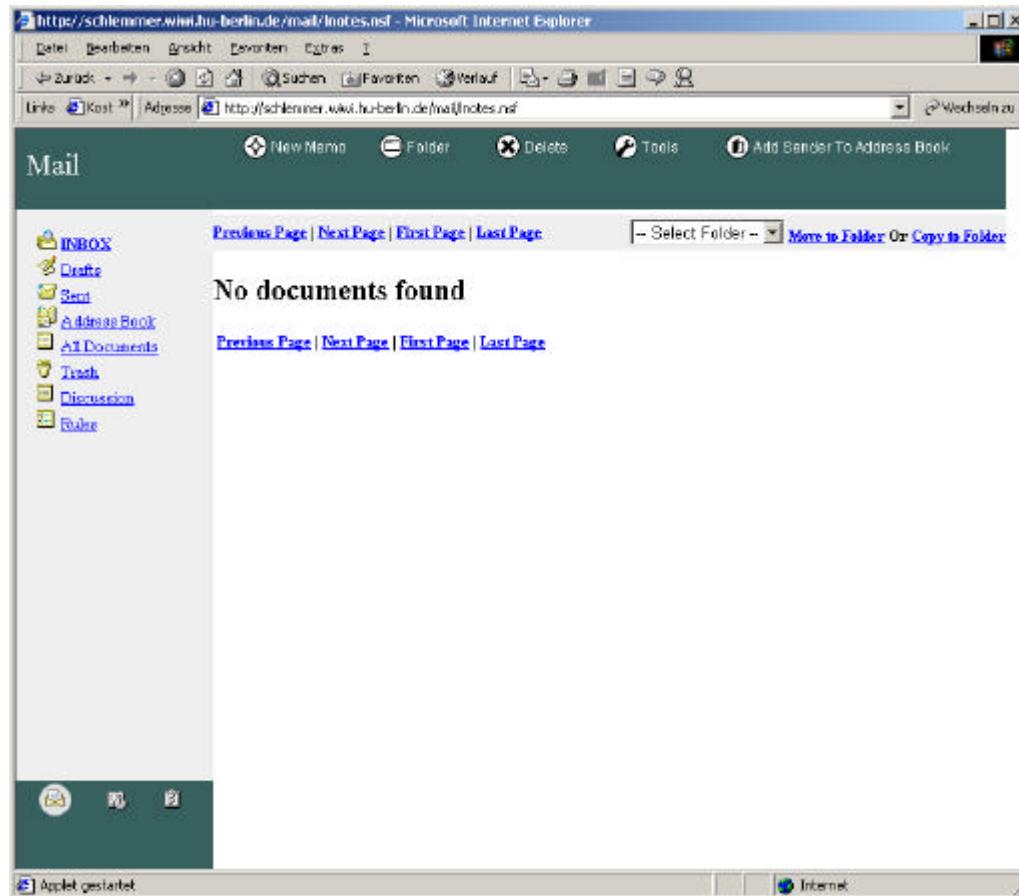 http://schlemmer.wiwi.hu-berlin.de/mail/lnotes.nsf - Microsoft Internet Explorer
Datei Bearbeiten Ansicht Favoriten Extras ?
Zurück Suchen Favoriten Verlauf
Links Kost » Adresse http://schlemmer.wiwi.hu-berlin.de/mail/lnotes.nsf Wechseln zu
Mail
New Memo Folder Delete Tools Add Sender To Address Book
Previous Page | Next Page | First Page | Last Page -- Select Folder -- Move to Folder Or Copy to Folder
INBOX
Drafts
Sent
Address Book
All Documents
Trash
Discussion
Rules
No documents found
Previous Page | Next Page | First Page | Last Page
Applet gestartet Internet